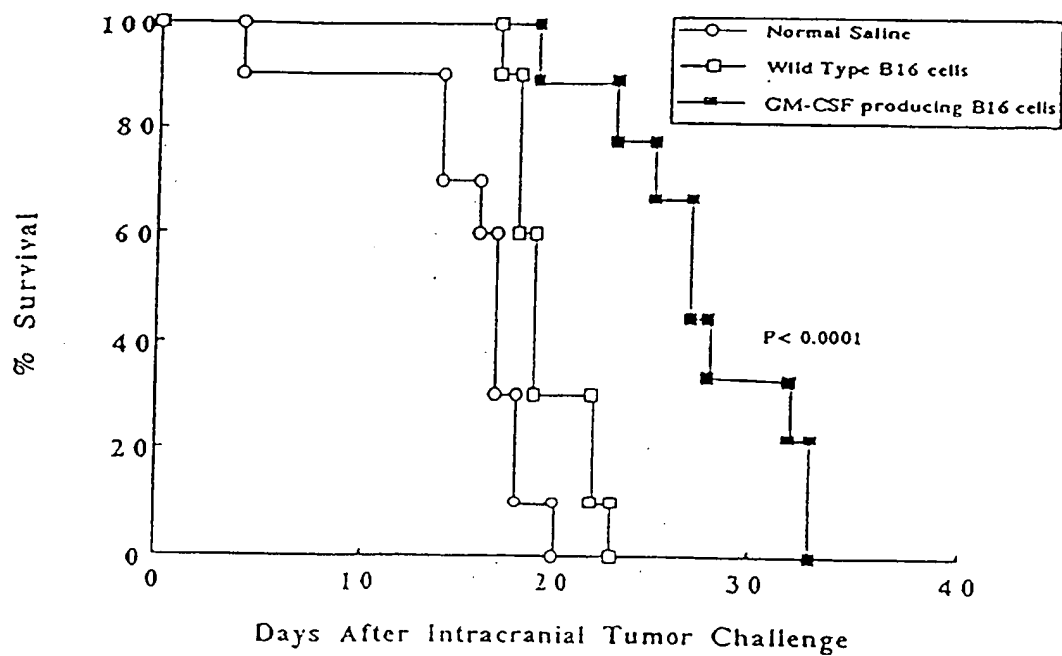 100
80
60
40
20
0
% Survival
Normal Saline
Wild Type B16 cells
GM-CSF producing B16 cells
P< 0.0001
0 10 20 30 40
Days After Intracranial Tumor Challenge